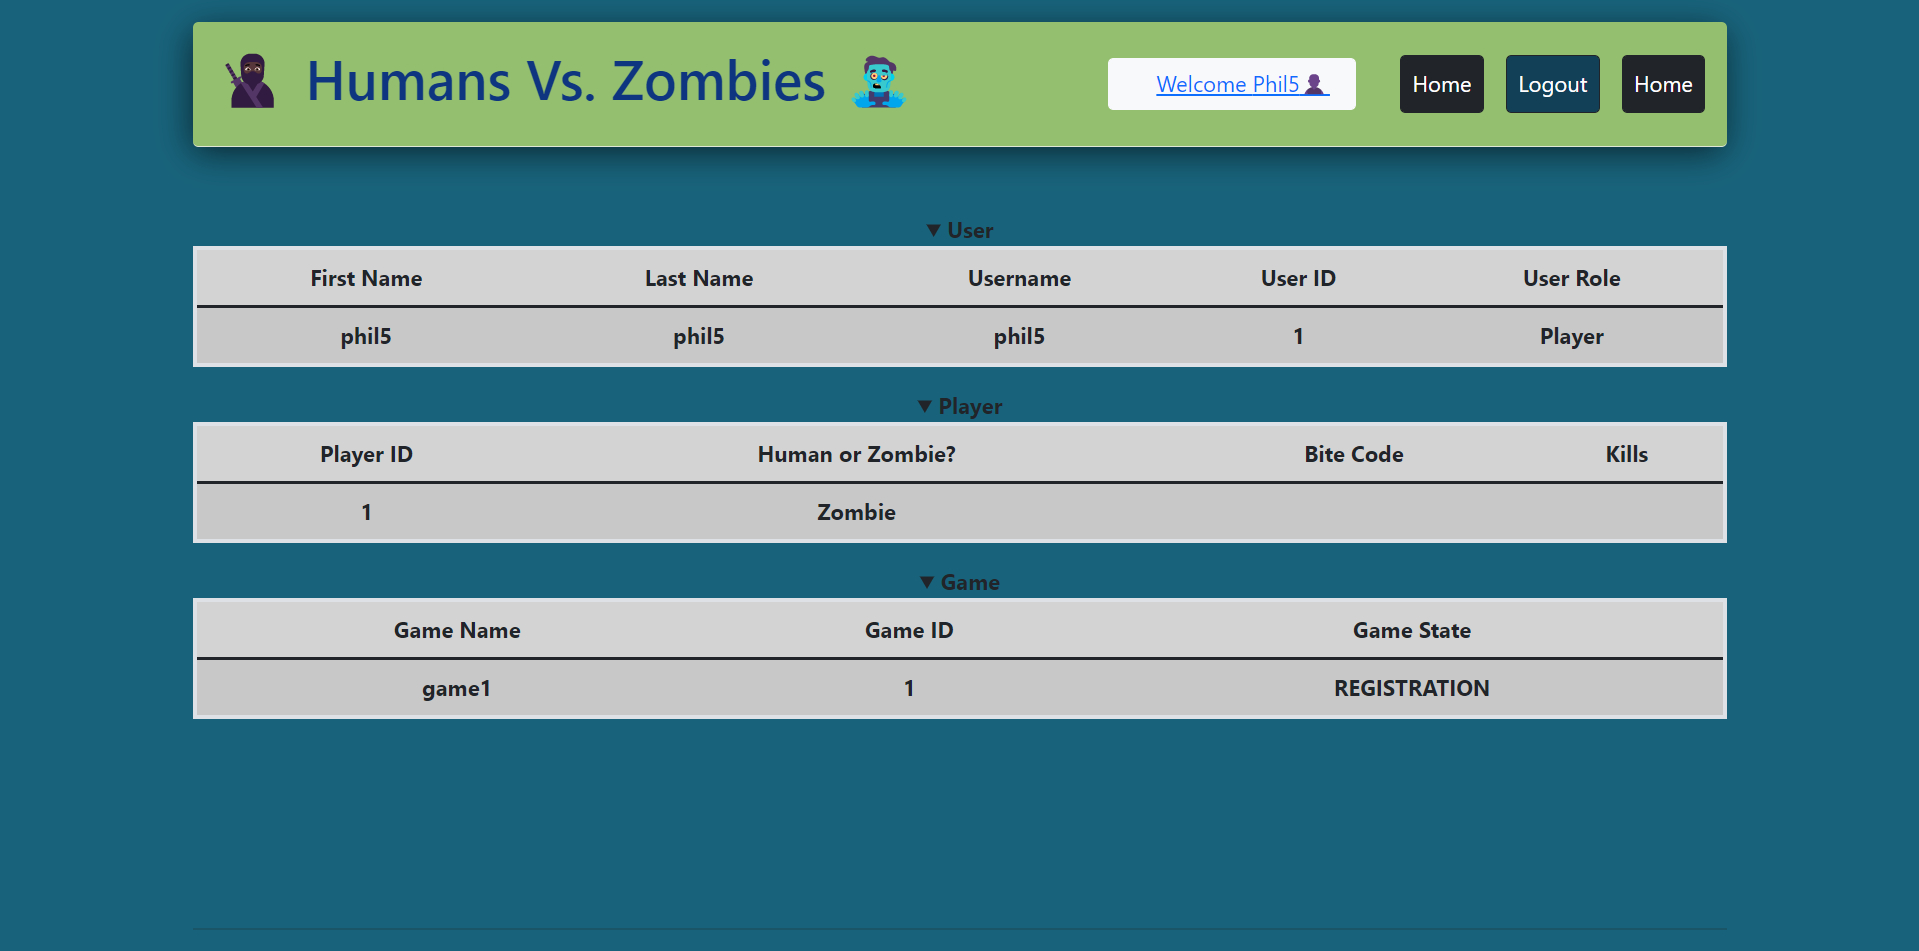 Humans Vs. Zombies
Welcome Phil5 Home Logout Home
User
First Name Last Name Username User ID User Role
phil5 phil5 phil5 1 Player
Player
Player ID Human or Zombie? Bite Code Kills
1 Zombie
Game
Game Name Game ID Game State
game1 1 REGISTRATION